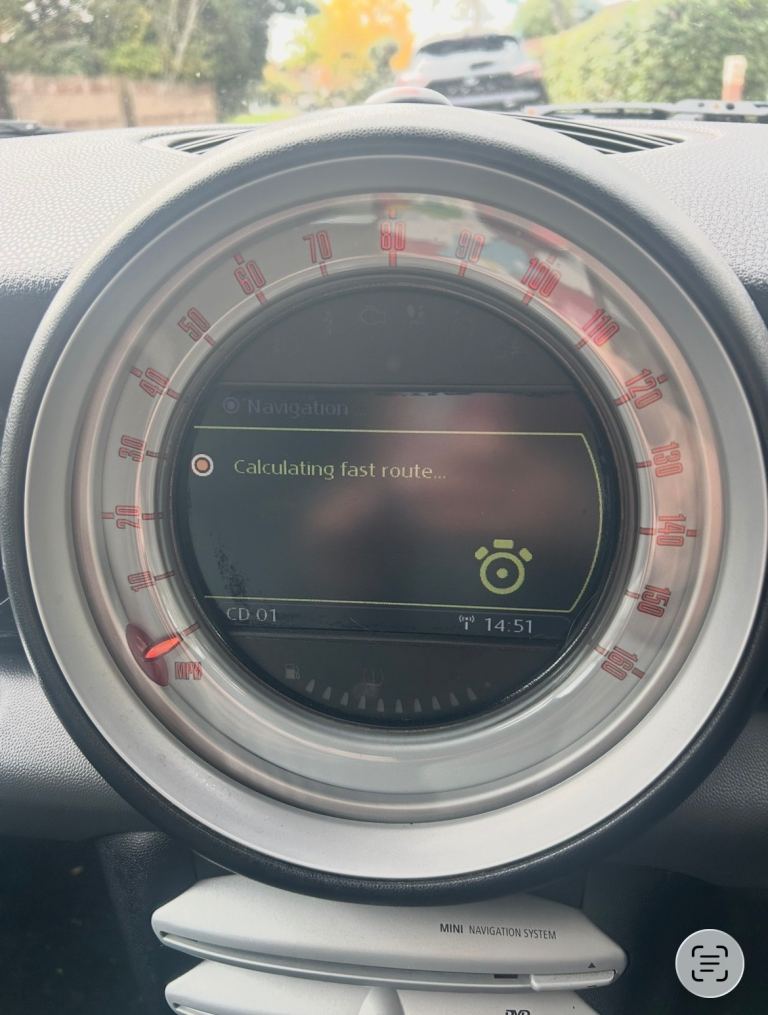 10
20
30
40
50
60
70
80
90
100
110
120
130
140
150
160
MPH
Navigation
Calculating fast route...
CD 01
14:51
MINI NAVIGATION SYSTEM
DVD